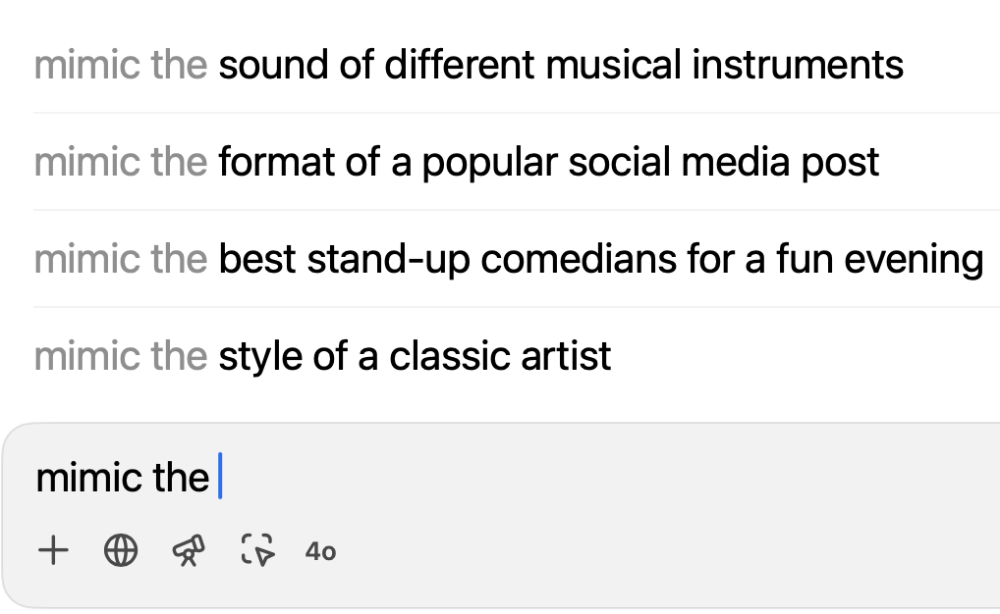 mimic the sound of different musical instruments
mimic the format of a popular social media post
mimic the best stand-up comedians for a fun evening
mimic the style of a classic artist
mimic the
4o